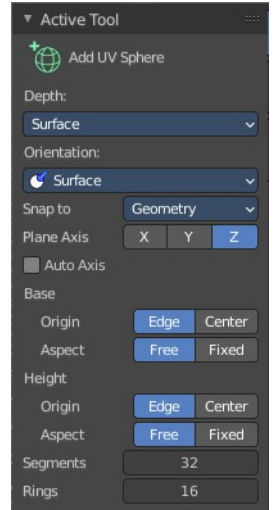 Active Tool
Add UV Sphere
Depth:
Surface
Orientation:
Surface
Snap to Geometry
Plane Axis X Y Z
Auto Axis
Base
Origin Edge Center
Aspect Free Fixed
Height
Origin Edge Center
Aspect Free Fixed
Segments 32
Rings 16